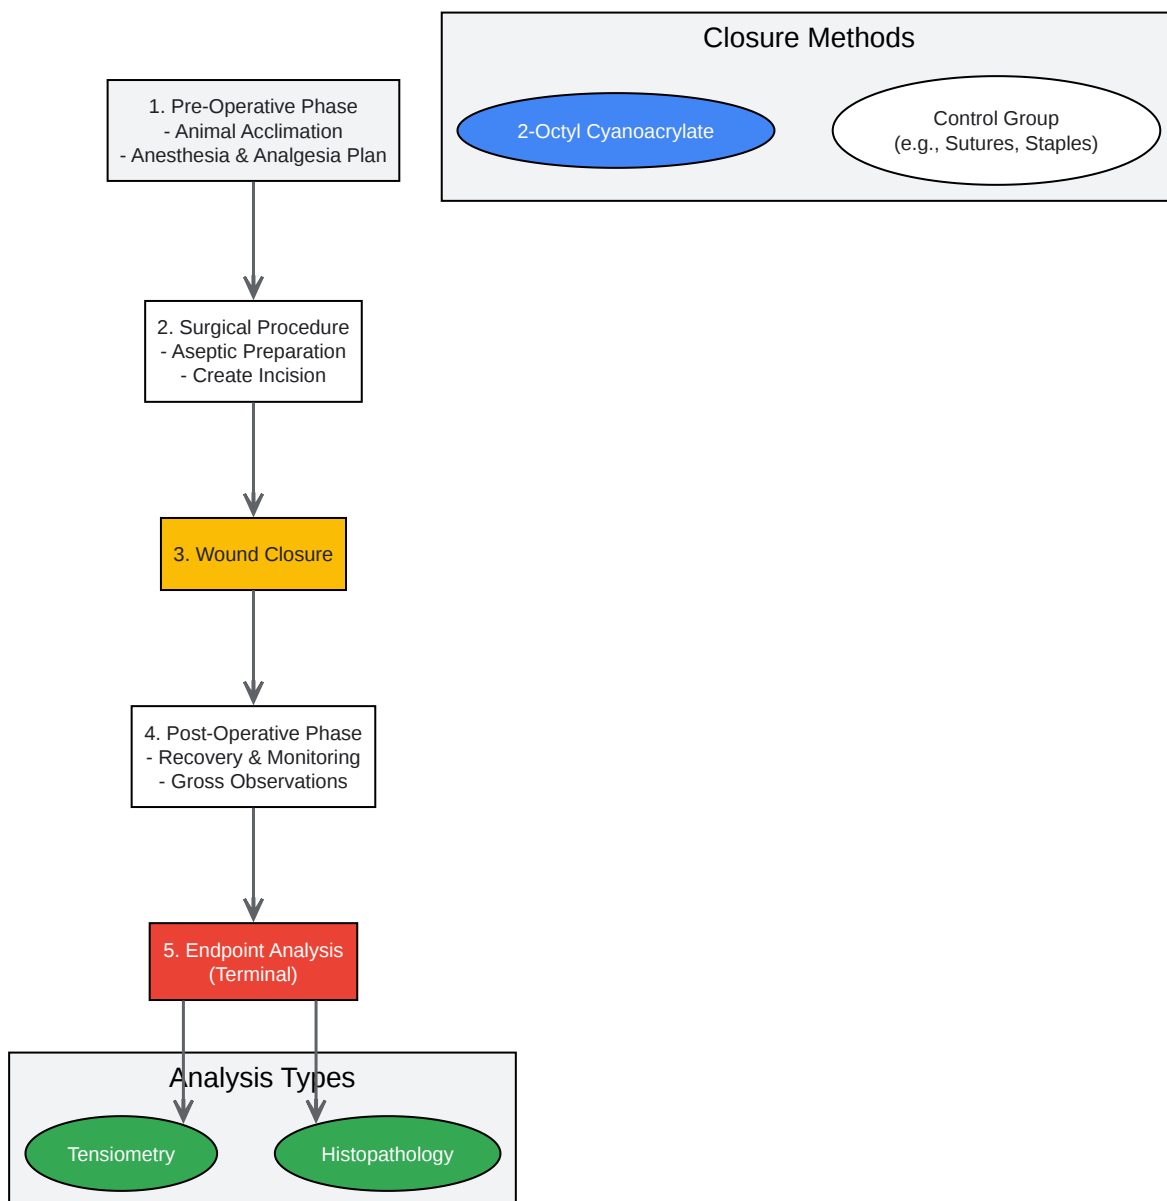 Closure Methods
2-Octyl Cyanoacrylate
Control Group
(e.g., Sutures, Staples)
1. Pre-Operative Phase
- Animal Acclimation
- Anesthesia & Analgesia Plan
2. Surgical Procedure
- Aseptic Preparation
- Create Incision
3. Wound Closure
4. Post-Operative Phase
- Recovery & Monitoring
- Gross Observations
5. Endpoint Analysis
(Terminal)
Analysis Types
Tensiometry
Histopathology